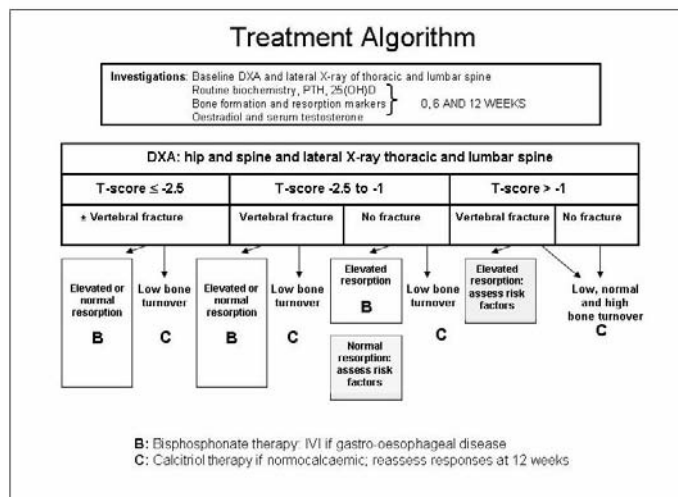 Treatment Algorithm
Investigations: Baseline DXA and lateral X-ray of thoracic and lumbar spine
Routine biochemistry, PTH, 25(OH)D
Bone formation and resorption markers
Oestradiol and serum testosterone
0, 6 AND 12 WEEKS
DXA: hip and spine and lateral X-ray thoracic and lumbar spine
T-score ≤ -2.5
T-score -2.5 to -1
T-score > -1
± Vertebral fracture
Vertebral fracture
No fracture
Vertebral fracture
No fracture
Elevated or
normal
resorption
B
Low bone
turnover
C
Elevated or
normal
resorption
B
Low bone
turnover
C
Elevated
resorption
B
Normal
resorption:
assess risk
factors
Low bone
turnover
C
Elevated
resorption:
assess risk
factors
Low, normal
and high
bone turnover
C
B: Bisphosphonate therapy: IVI if gastro-oesophageal disease
C: Calcitriol therapy if normocalcaemic; reassess responses at 12 weeks